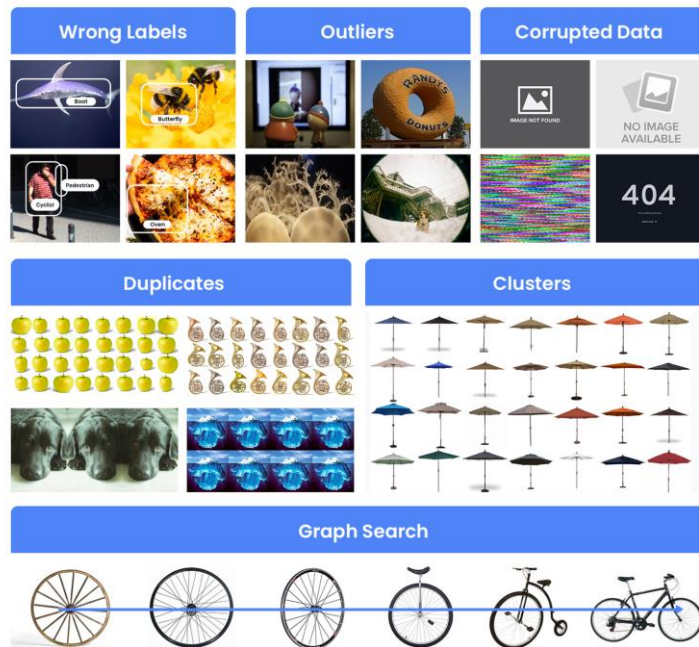 Wrong Labels
Outliers
Corrupted Data
Boot
Butterfly
RANDY'S
DONUTS
IMAGE NOT FOUND
NO IMAGE
AVAILABLE
Pedestrian
Cyclist
Oven
404
Duplicates
Clusters
Graph Search